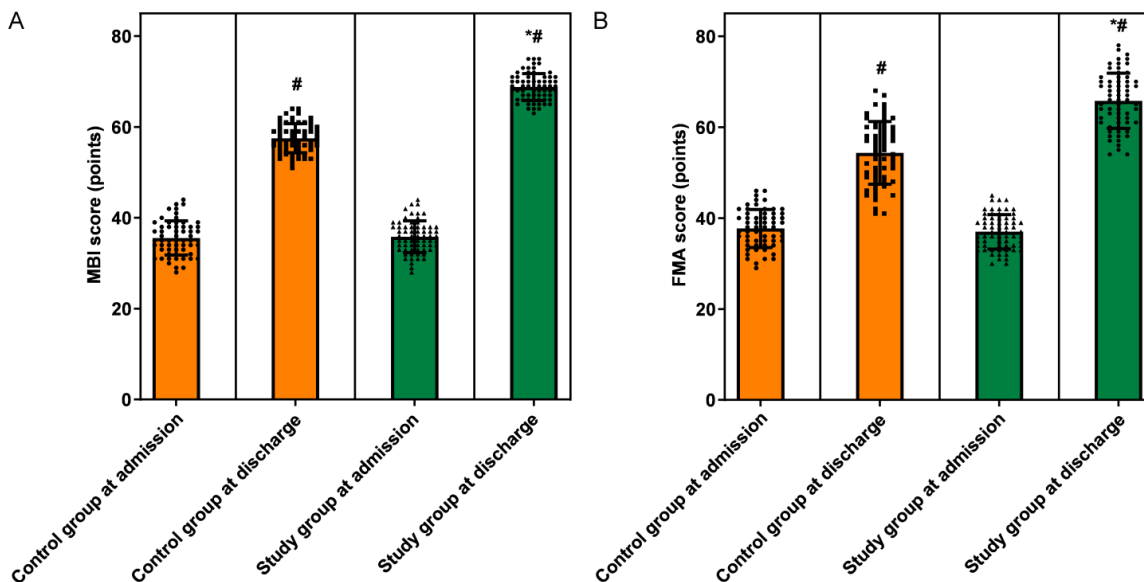 A
MBI score (points)
80
60
40
20
0
#
*#
Control group at admission
Control group at discharge
Study group at admission
Study group at discharge
B
FMA score (points)
80
60
40
20
0
#
*#
Control group at admission
Control group at discharge
Study group at admission
Study group at discharge